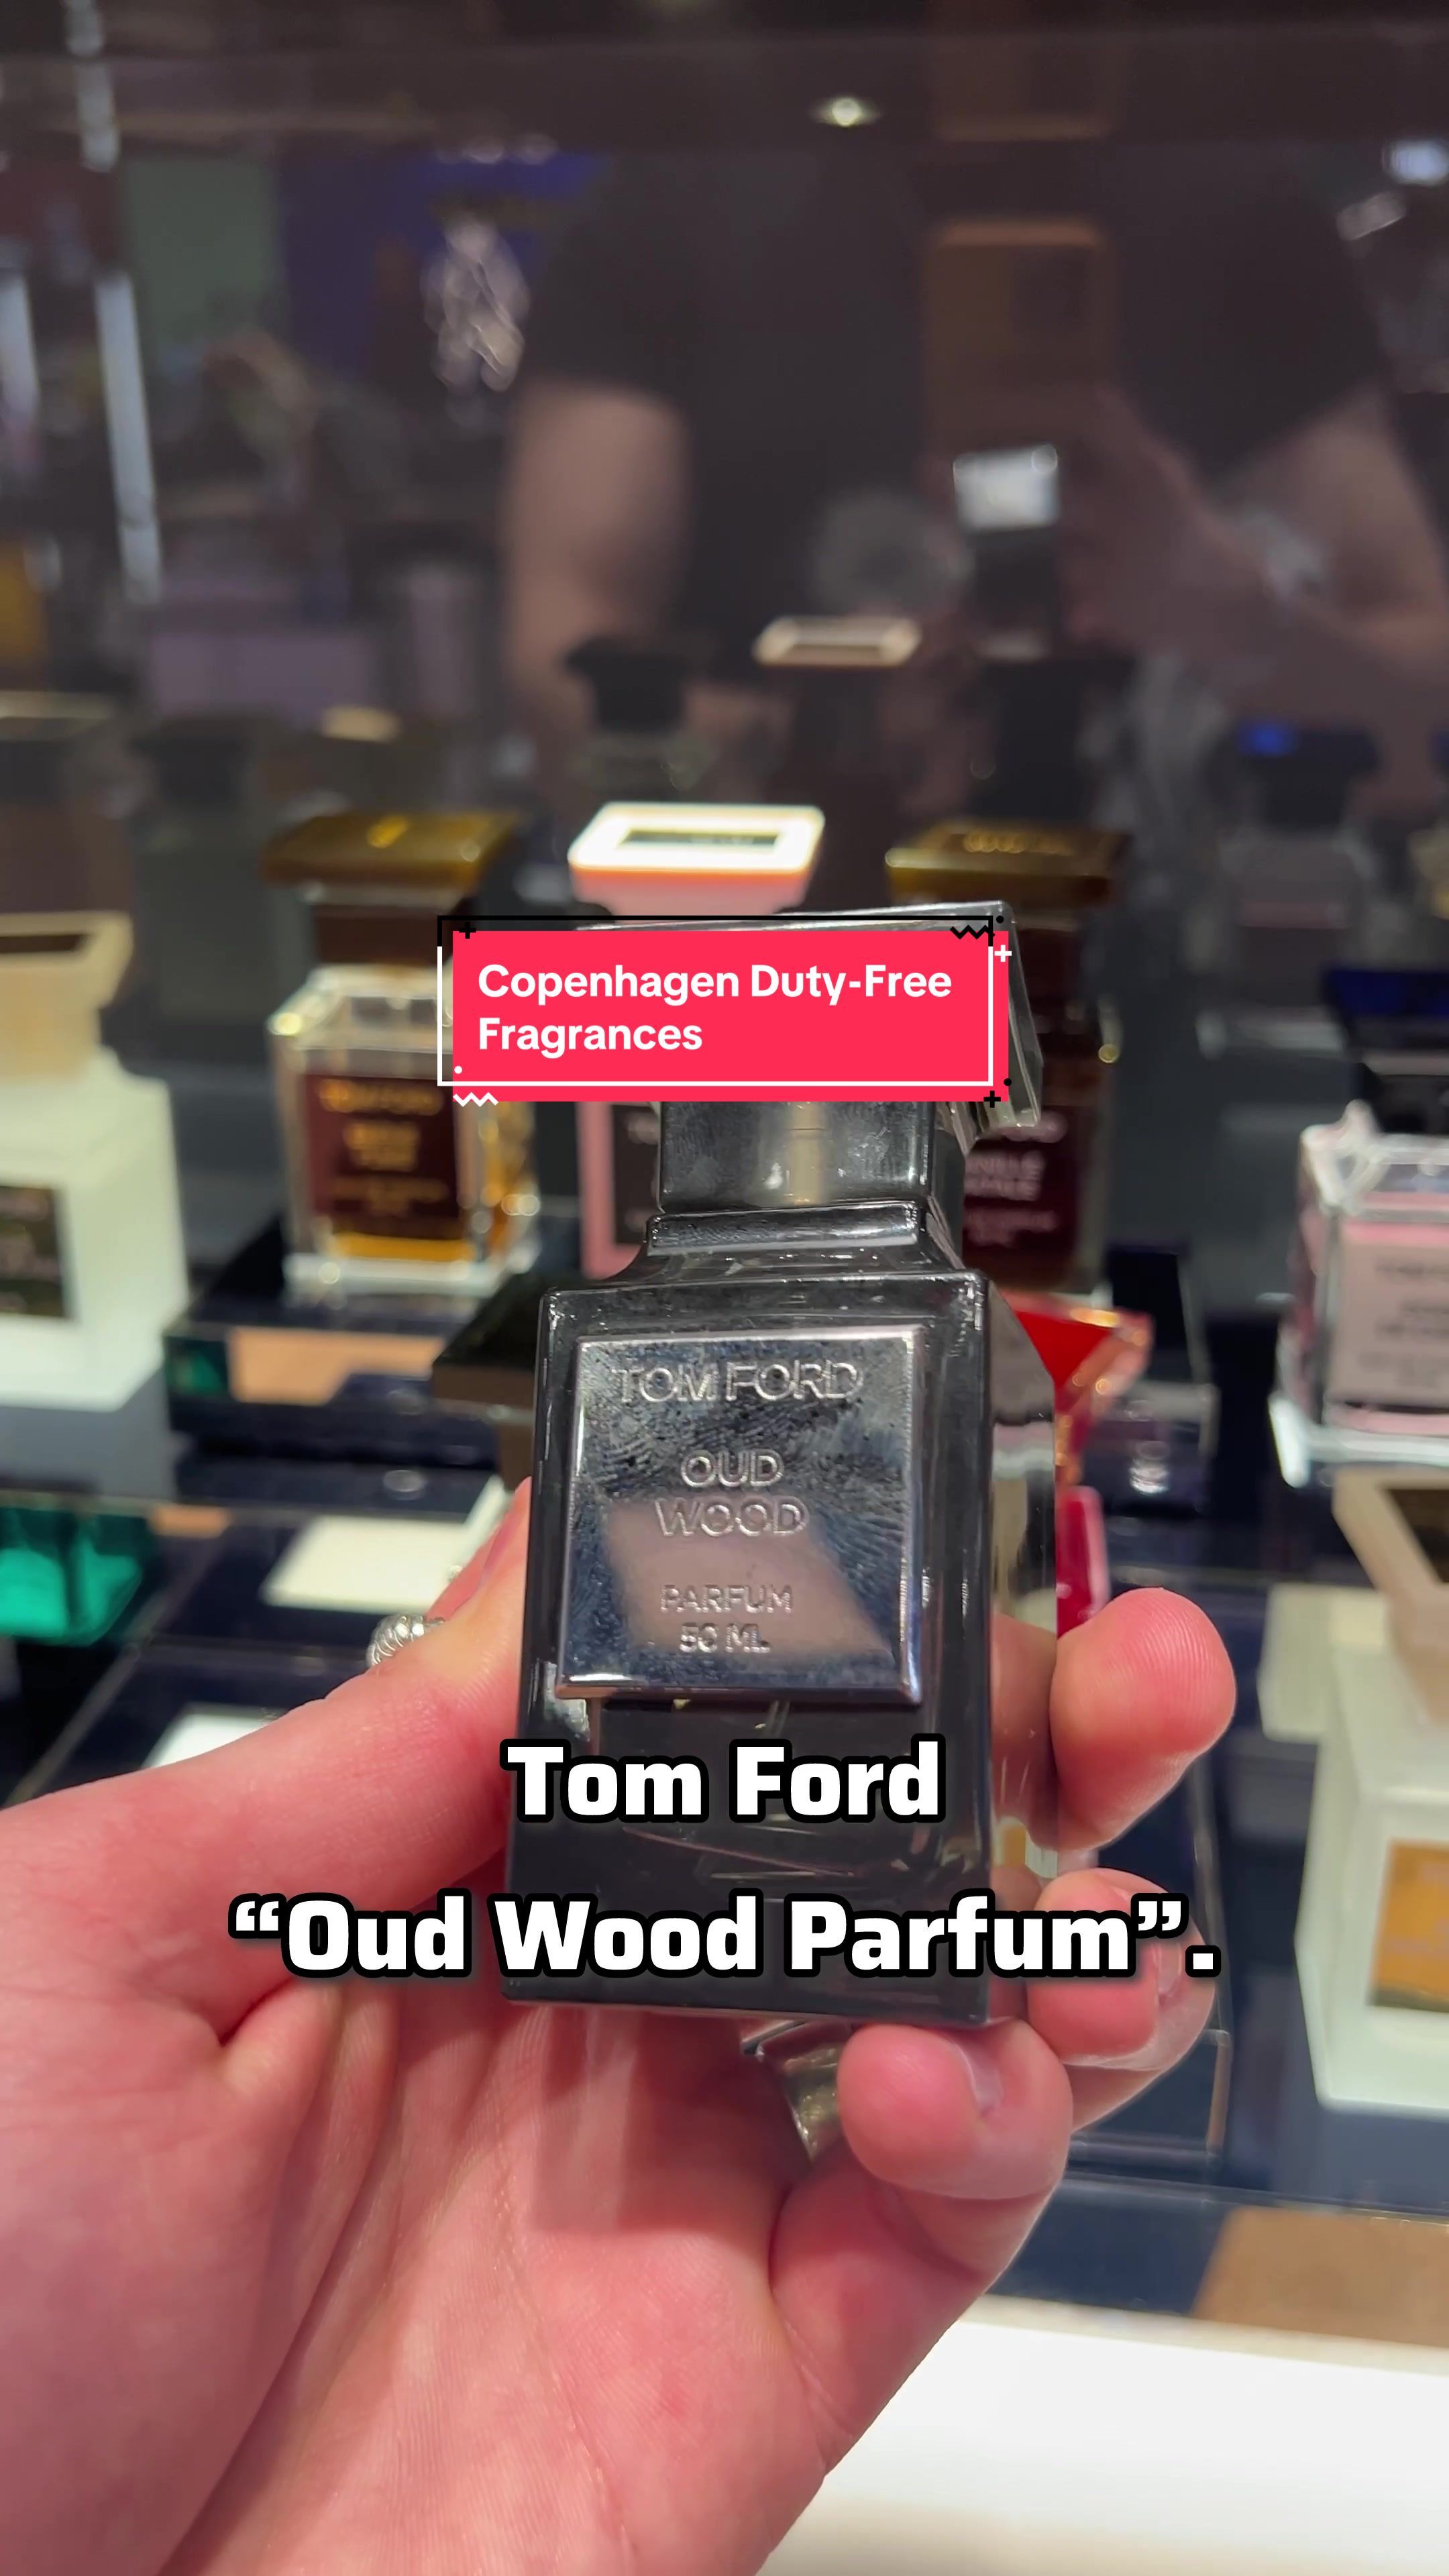 Copenhagen Duty-Free
Fragrances
TOM FORD
OUD
WOOD
PARFUM
50 ML
Tom Ford
“Oud Wood Parfum”.